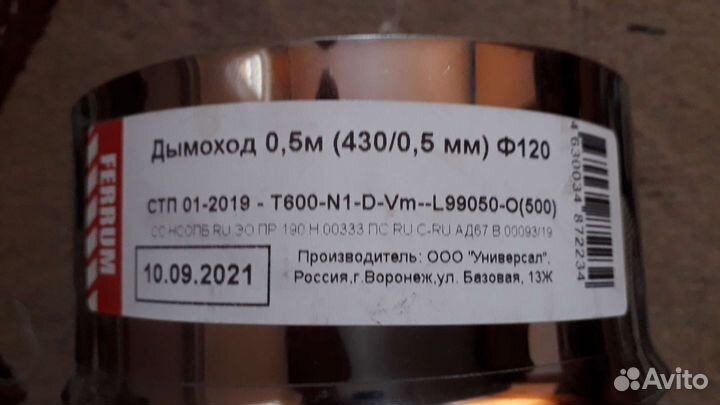 FERRUM
Дымоход 0,5м (430/0,5 мм) Ф120
СТП 01-2019 - T600-N1-D-Vm--L99050-O(500)
СС НСОПБ RU ЭО ПР 190 Н 00333 ПС RU C-RU АД67 В 00093/19
10.09.2021
Производитель: ООО "Универсал",
Россия,г.Воронеж,ул. Базовая, 13Ж
4 630034 872234
Avito